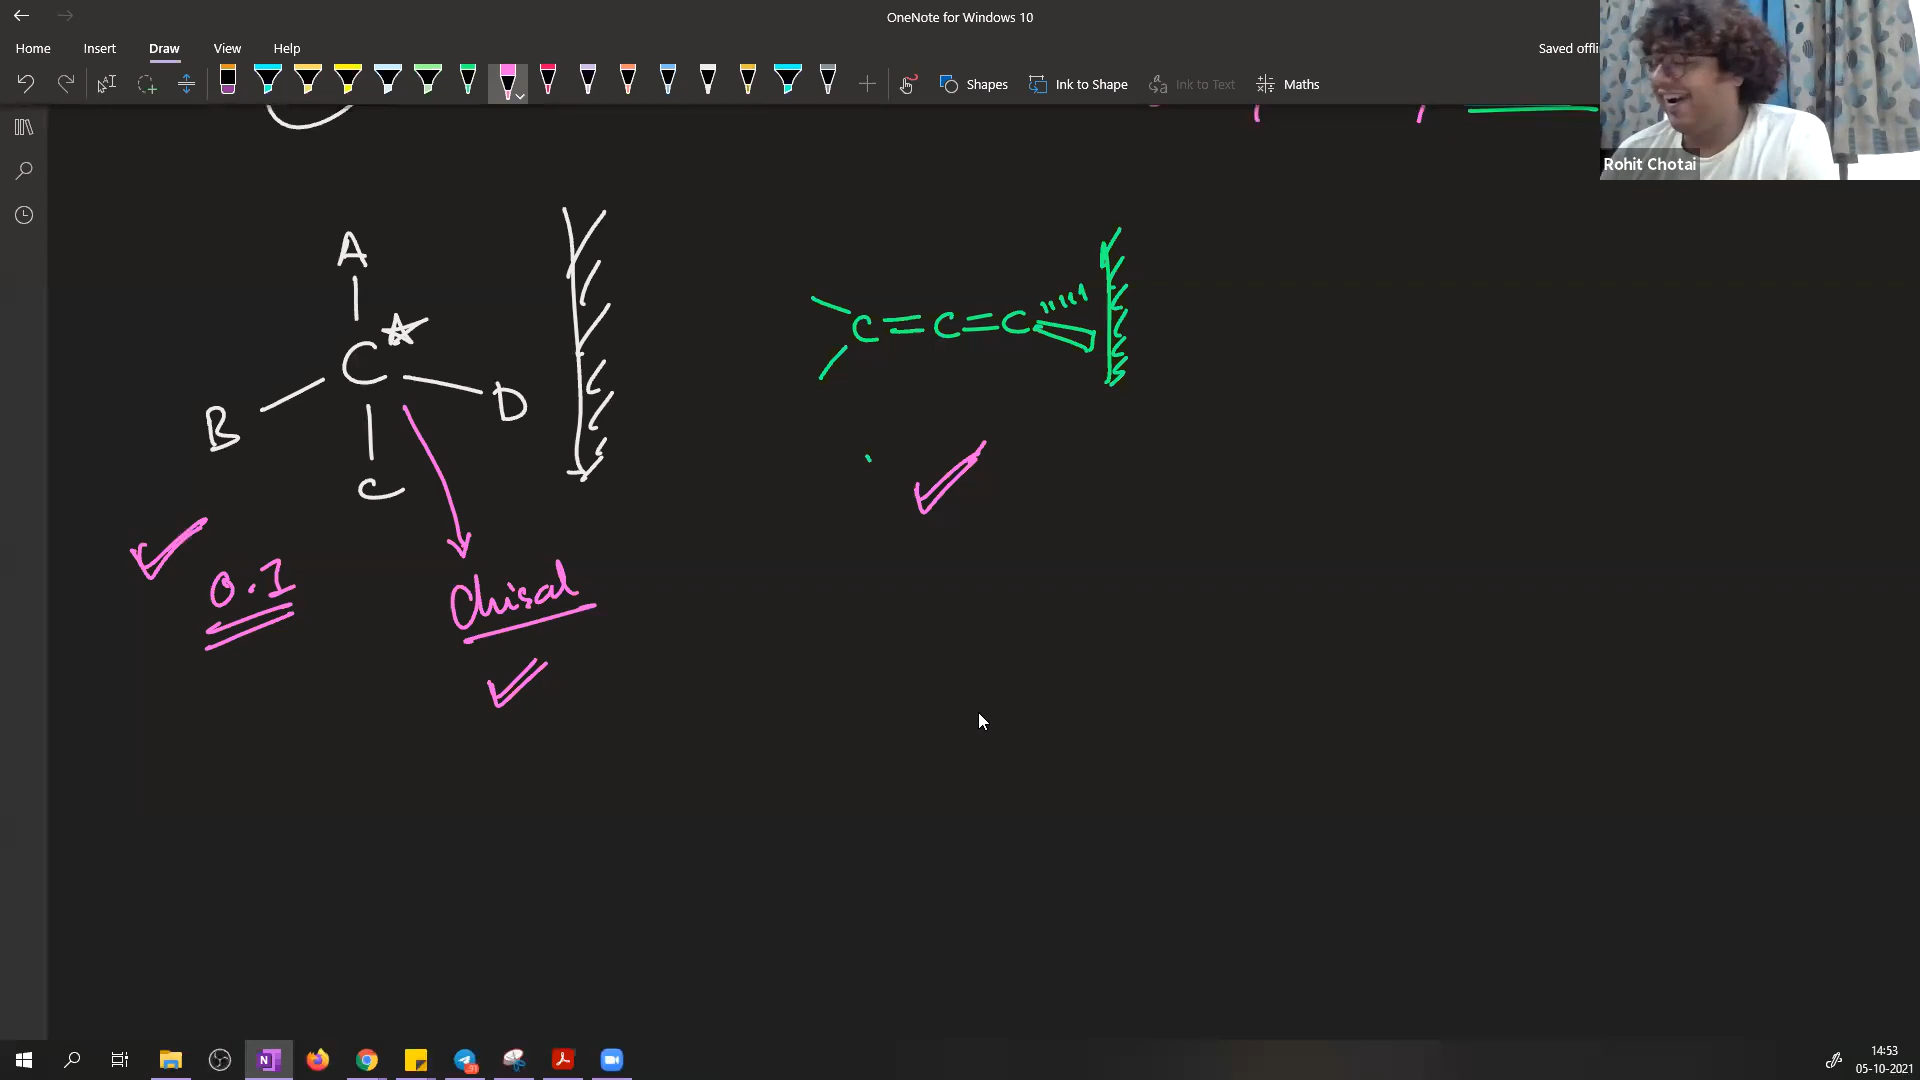 OneNote for Windows 10
Home Insert Draw View Help
Saved offli
Shapes Ink to Shape Ink to Text Maths
Rohit Chotai
A
C
B D
C
C=C=C
O.I
Chiral
14:53
05-10-2021